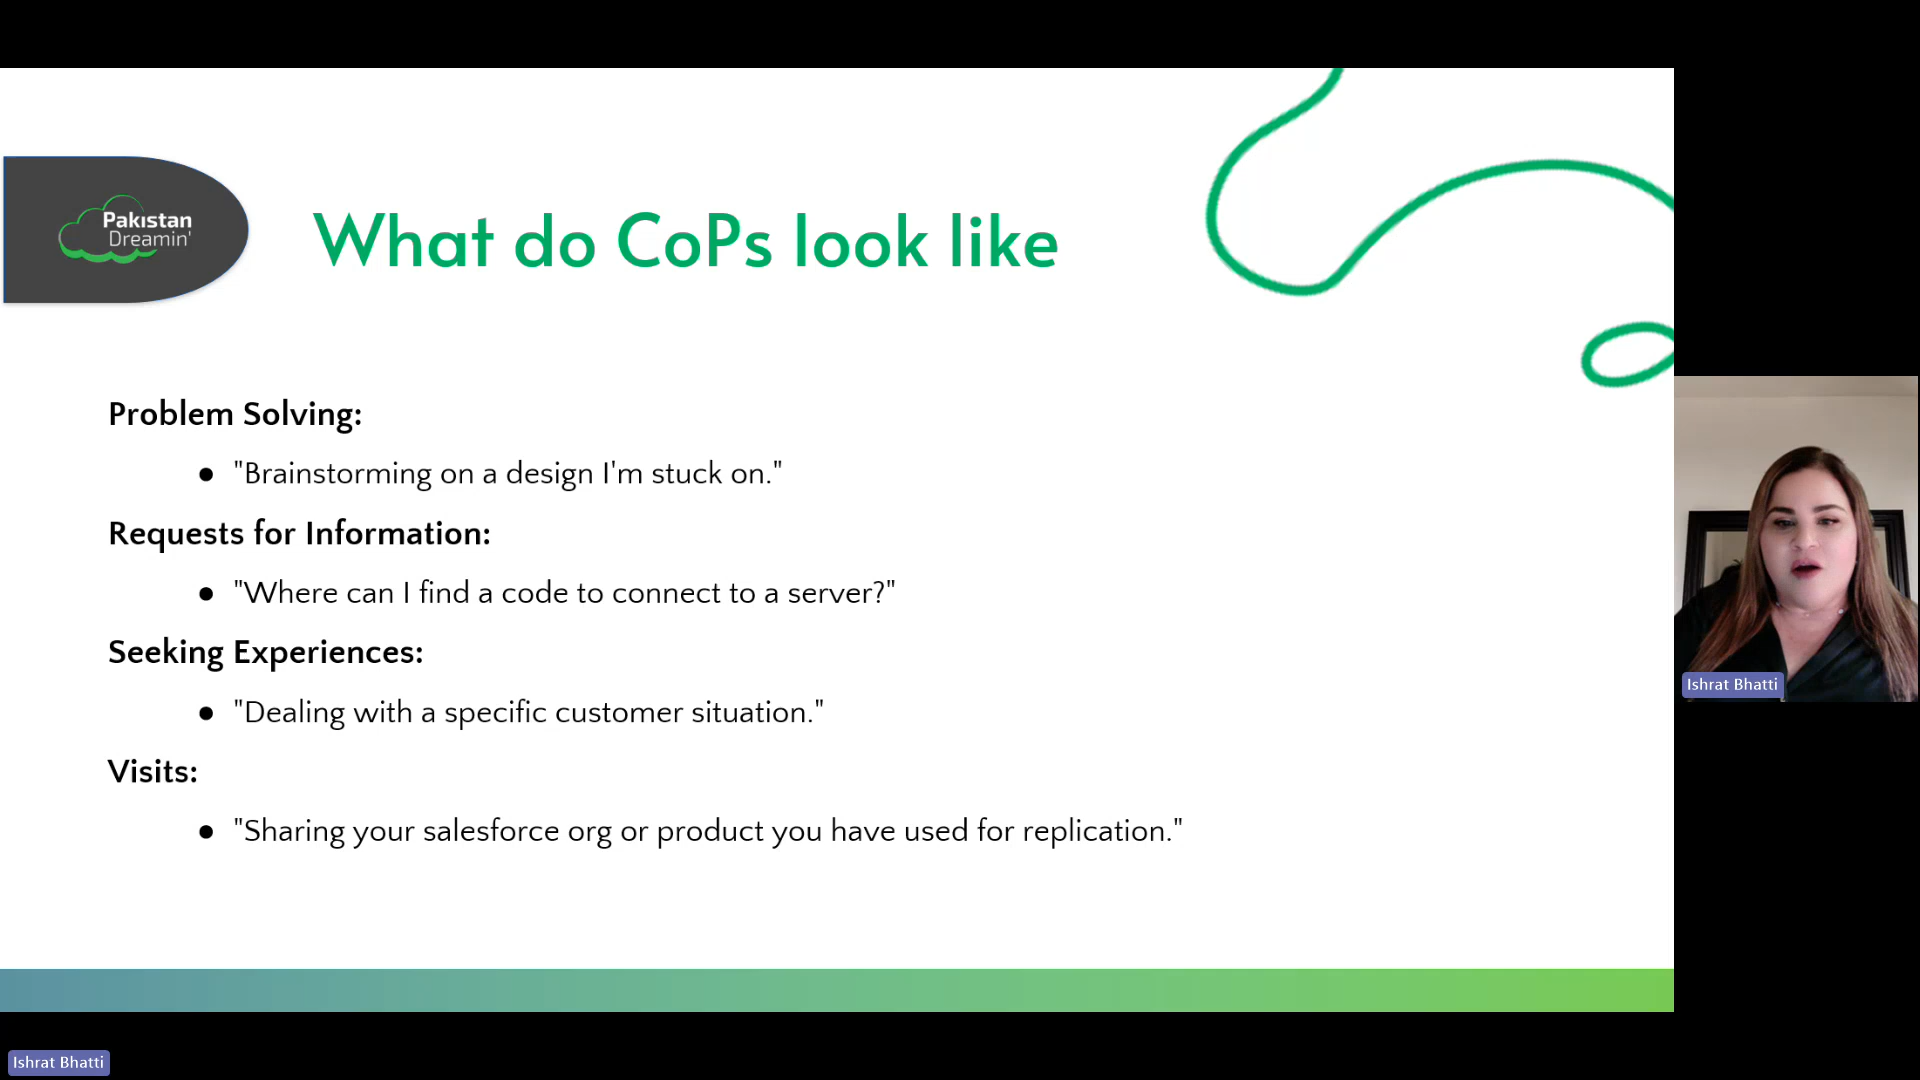 Pakistan
Dreamin'
What do CoPs look like
Problem Solving:
● "Brainstorming on a design I'm stuck on."
Requests for Information:
● "Where can I find a code to connect to a server?"
Seeking Experiences:
● "Dealing with a specific customer situation."
Visits:
● "Sharing your salesforce org or product you have used for replication."
Ishrat Bhatti
Ishrat Bhatti